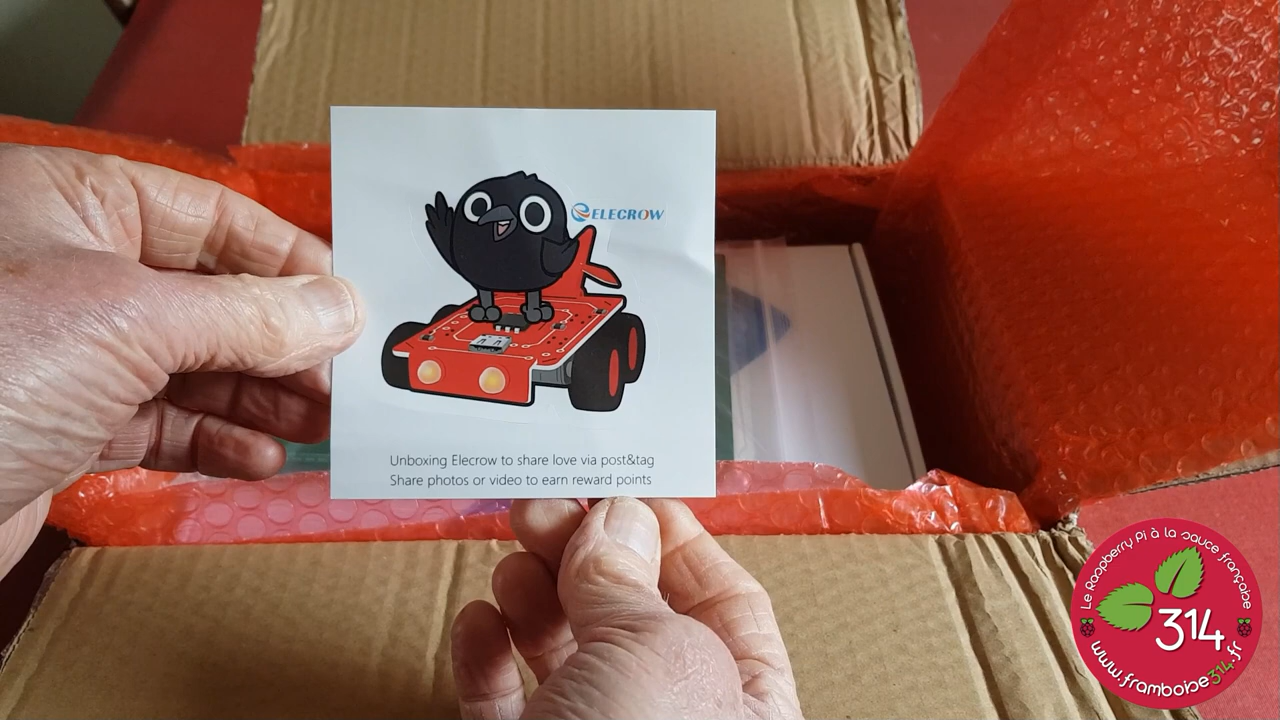 ELECROW
Unboxing Elecrow to share love via post&tag
Share photos or video to earn reward points
Le Raspberry Pi à la sauce française
314
www.framboise314.fr